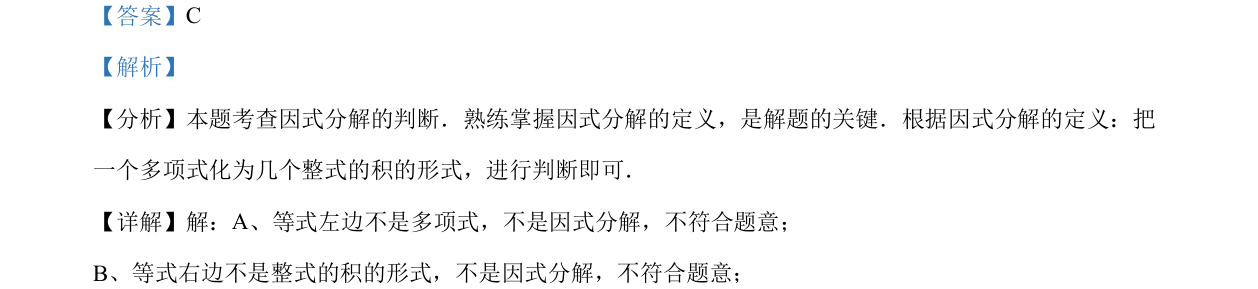 【答案】C
【解析】
【分析】本题考查因式分解的判断．熟练掌握因式分解的定义，是解题的关键．根据因式分解的定义：把
一个多项式化为几个整式的积的形式，进行判断即可．
【详解】解：A、等式左边不是多项式，不是因式分解，不符合题意；
B、等式右边不是整式的积的形式，不是因式分解，不符合题意；